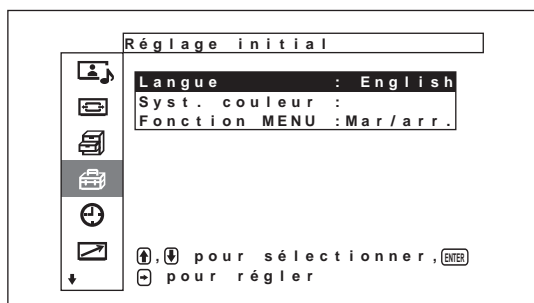 Réglage initial
Langue : English
Syst. couleur :
Fonction MENU :Mar/arr.
, pour sélectionner, ENTER
pour régler